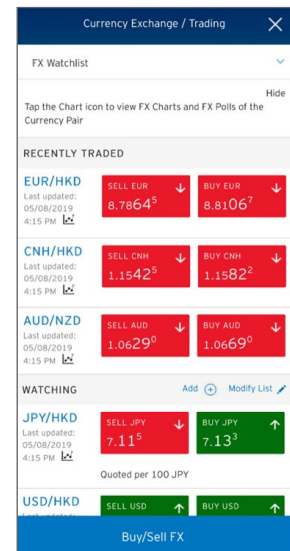 Currency Exchange / Trading
FX Watchlist
Hide
Tap the Chart icon to view FX Charts and FX Polls of the
Currency Pair
RECENTLY TRADED
EUR/HKD
Last updated:
05/08/2019
4:15 PM
SELL EUR
8.7864⁵
BUY EUR
8.8106⁷
CNH/HKD
Last updated:
05/08/2019
4:15 PM
SELL CNH
1.1542⁵
BUY CNH
1.1582²
AUD/NZD
Last updated:
05/08/2019
4:15 PM
SELL AUD
1.0629⁰
BUY AUD
1.0669⁰
WATCHING
Add
Modify List
JPY/HKD
Last updated:
05/08/2019
4:15 PM
SELL JPY
7.11⁵
BUY JPY
7.13³
Quoted per 100 JPY
USD/HKD
SELL USD
BUY USD
Buy/Sell FX